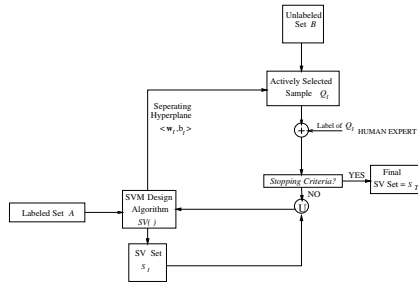 Unlabeled
Set B
Actively Selected
Sample Q_t
Seperating
Hyperplane
< w_t , b_t >
Label of Q_t
HUMAN EXPERT
Stopping Criteria?
YES
Final
SV Set = S_T
NO
Labeled Set A
SVM Design
Algorithm
SV( )
U
SV Set
S_t